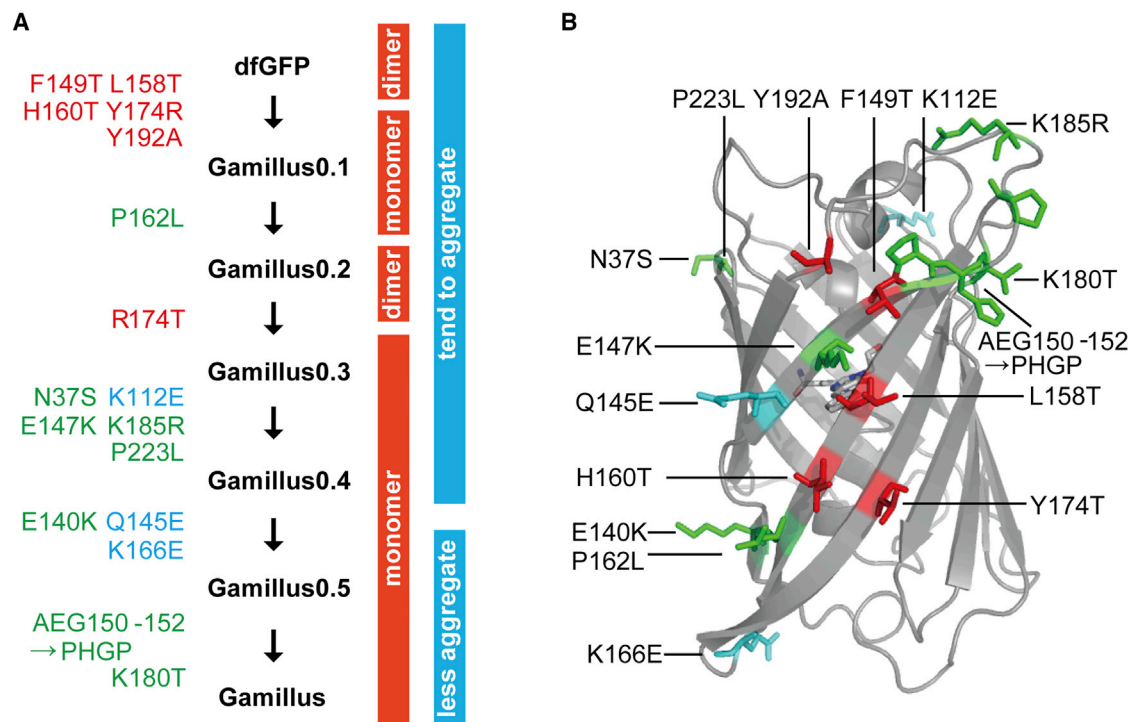 A
dfGFP
F149T L158T
H160T Y174R
Y192A
Gamillus0.1
P162L
Gamillus0.2
R174T
Gamillus0.3
N37S K112E
E147K K185R
P223L
Gamillus0.4
E140K Q145E
K166E
Gamillus0.5
AEG150 -152
→PHGP
K180T
Gamillus
dimer
monomer
dimer
monomer
tend to aggregate
less aggregate
B
P223L Y192A F149T K112E
K185R
N37S
K180T
AEG150 -152
→PHGP
E147K
L158T
Q145E
H160T
Y174T
E140K
P162L
K166E